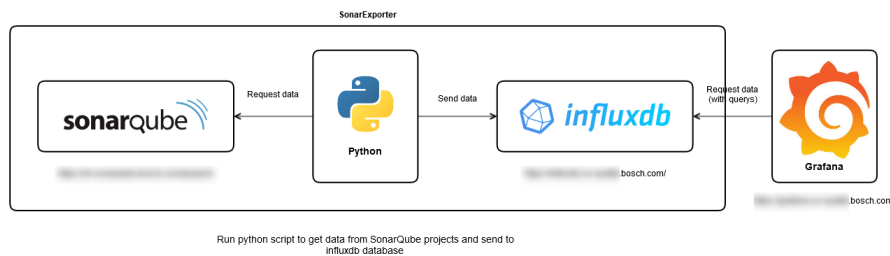 SonarExporter
Request data
sonarqube
Python
Send data
influxdb
.bosch.com/
Request data
(with querys)
Grafana
.bosch.com
Run python script to get data from SonarQube projects and send to
influxdb database